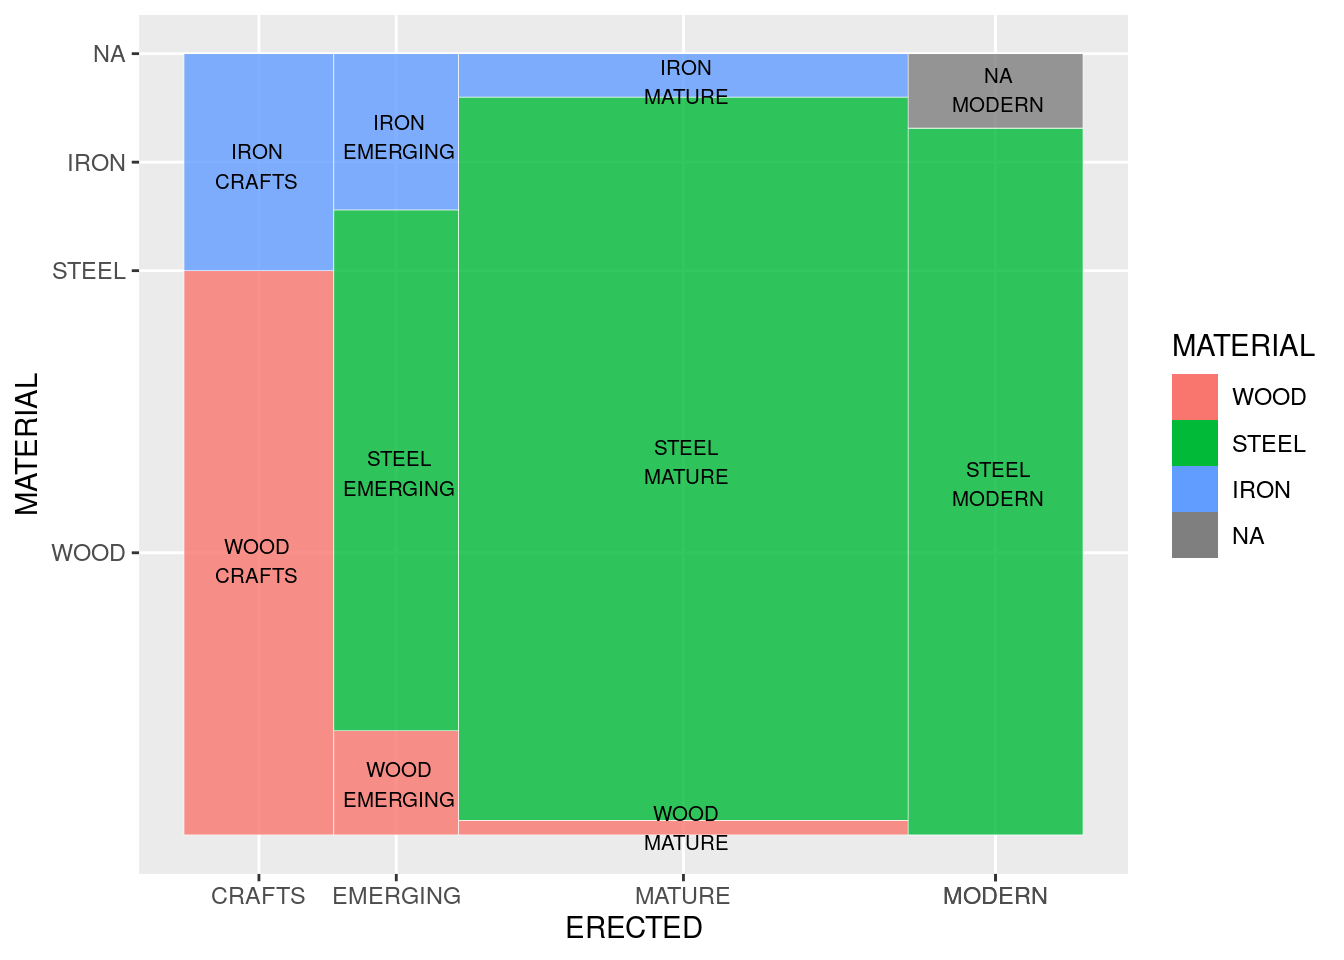 NA
IRON
STEEL
WOOD
MATERIAL
IRON
CRAFTS
WOOD
CRAFTS
IRON
EMERGING
STEEL
EMERGING
WOOD
EMERGING
IRON
MATURE
STEEL
MATURE
WOOD
MATURE
NA
MODERN
STEEL
MODERN
CRAFTS
EMERGING
MATURE
MODERN
ERECTED
MATERIAL
WOOD
STEEL
IRON
NA